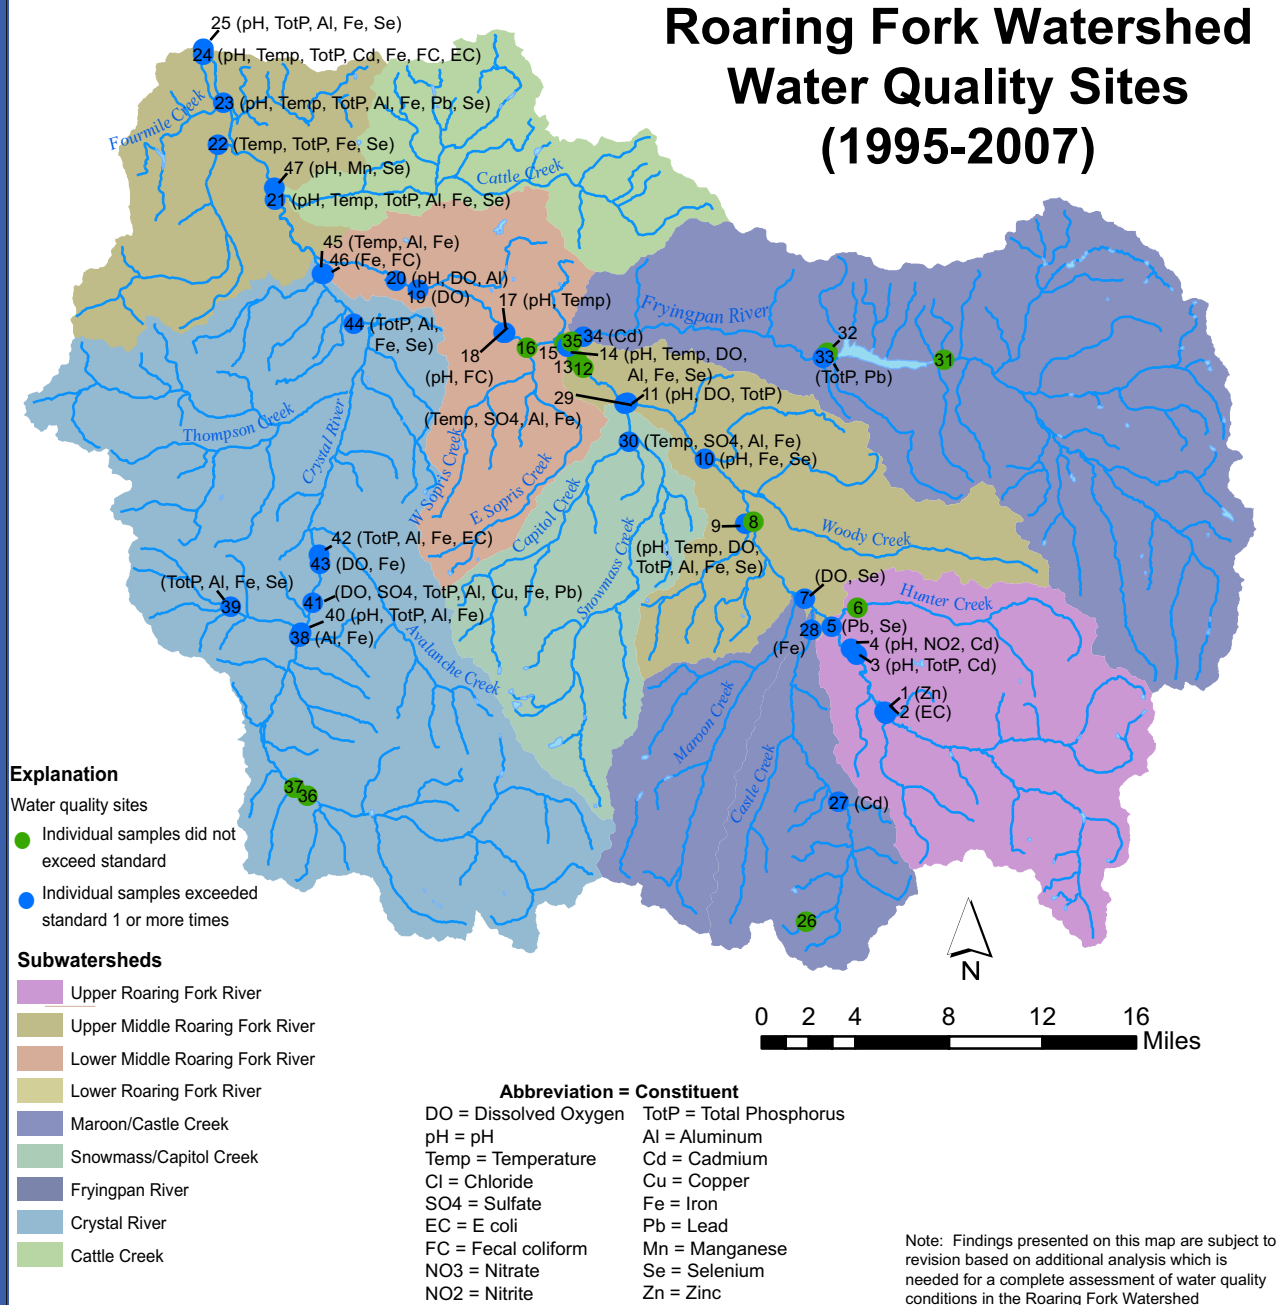 Roaring Fork Watershed
Water Quality Sites
(1995-2007)
25 (pH, TotP, Al, Fe, Se)
24 (pH, Temp, TotP, Cd, Fe, FC, EC)
23 (pH, Temp, TotP, Al, Fe, Pb, Se)
Fourmile Creek
22 (Temp, TotP, Fe, Se)
47 (pH, Mn, Se)
21 (pH, Temp, TotP, Al, Fe, Se)
Cattle Creek
45 (Temp, Al, Fe)
46 (Fe, FC)
20 (pH, DO, Al)
19 (DO)
17 (pH, Temp)
Fryingpan River
44 (TotP, Al,
Fe, Se)
18
(pH, FC)
16
15
35
34 (Cd)
14 (pH, Temp, DO,
Al, Fe, Se)
13
12
32
33
(TotP, Pb)
31
29
11 (pH, DO, TotP)
(Temp, SO4, Al, Fe)
30 (Temp, SO4, Al, Fe)
10 (pH, Fe, Se)
Thompson Creek
Crystal River
W Sopris Creek
E Sopris Creek
Capitol Creek
Snowmass Creek
9
8
(pH, Temp, DO,
TotP, Al, Fe, Se)
Woody Creek
42 (TotP, Al, Fe, EC)
43 (DO, Fe)
(TotP, Al, Fe, Se)
39
41 (DO, SO4, TotP, Al, Cu, Fe, Pb)
40 (pH, TotP, Al, Fe)
38 (Al, Fe)
Avalanche Creek
(DO, Se)
7
Hunter Creek
6
28
(Fe)
5 (Pb, Se)
4 (pH, NO2, Cd)
3 (pH, TotP, Cd)
1 (Zn)
2 (EC)
Maroon Creek
Castle Creek
27 (Cd)
26
37
36
Explanation
Water quality sites
Individual samples did not
exceed standard
Individual samples exceeded
standard 1 or more times
Subwatersheds
Upper Roaring Fork River
Upper Middle Roaring Fork River
Lower Middle Roaring Fork River
Lower Roaring Fork River
Maroon/Castle Creek
Snowmass/Capitol Creek
Fryingpan River
Crystal River
Cattle Creek
N
0 2 4 8 12 16
Miles
Abbreviation = Constituent
DO = Dissolved Oxygen
pH = pH
Temp = Temperature
Cl = Chloride
SO4 = Sulfate
EC = E coli
FC = Fecal coliform
NO3 = Nitrate
NO2 = Nitrite
TotP = Total Phosphorus
Al = Aluminum
Cd = Cadmium
Cu = Copper
Fe = Iron
Pb = Lead
Mn = Manganese
Se = Selenium
Zn = Zinc
Note: Findings presented on this map are subject to
revision based on additional analysis which is
needed for a complete assessment of water quality
conditions in the Roaring Fork Watershed